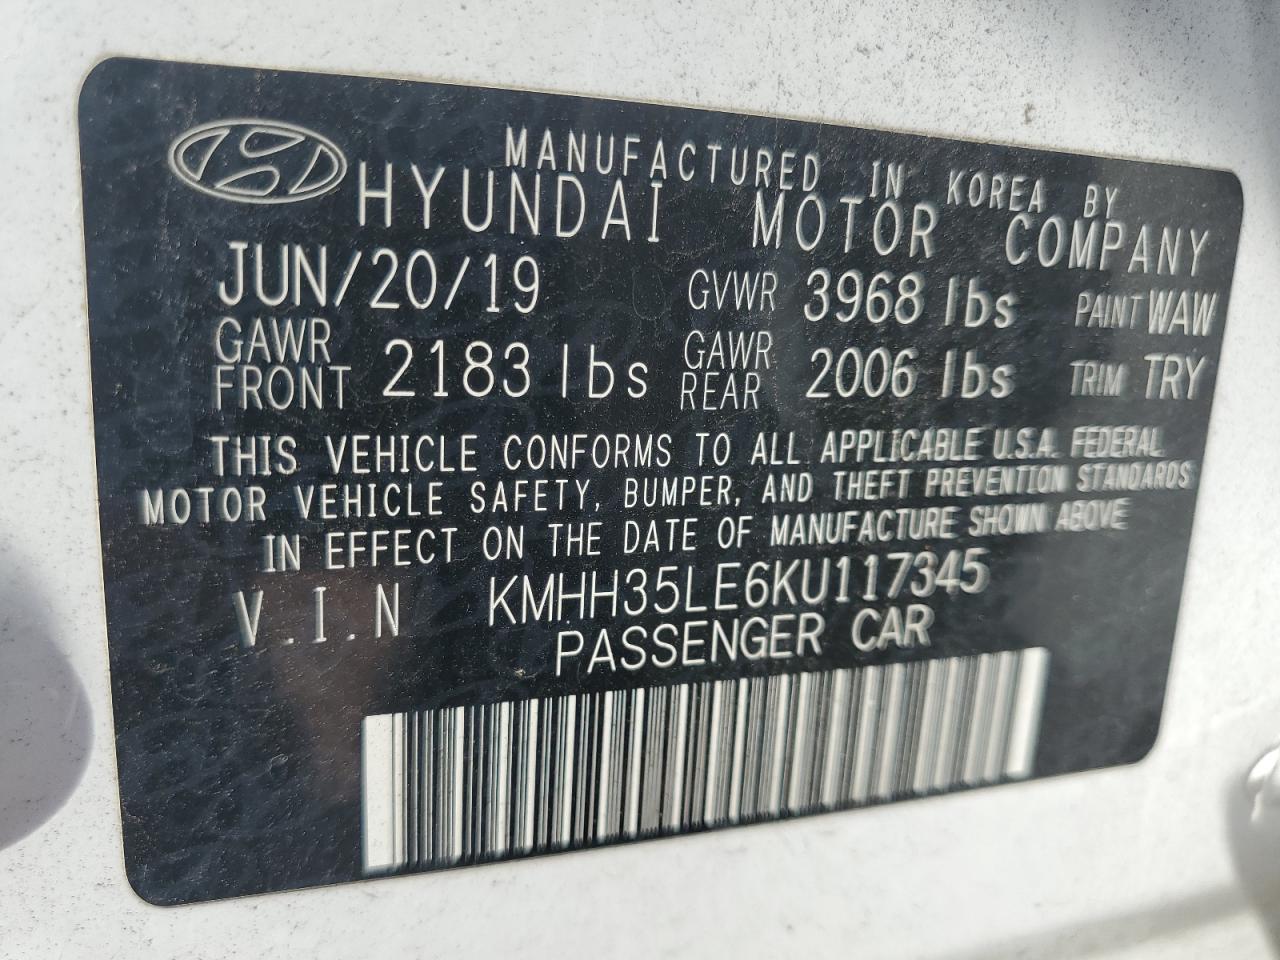 MANUFACTURED IN KOREA BY
HYUNDAI MOTOR COMPANY
JUN/20/19 GVWR 3968 lbs PAINT WAW
GAWR FRONT 2183 lbs GAWR REAR 2006 lbs TRIM TRY
THIS VEHICLE CONFORMS TO ALL APPLICABLE U.S.A. FEDERAL
MOTOR VEHICLE SAFETY, BUMPER, AND THEFT PREVENTION STANDARDS
IN EFFECT ON THE DATE OF MANUFACTURE SHOWN ABOVE
V.I.N KMHH35LE6KU117345
PASSENGER CAR